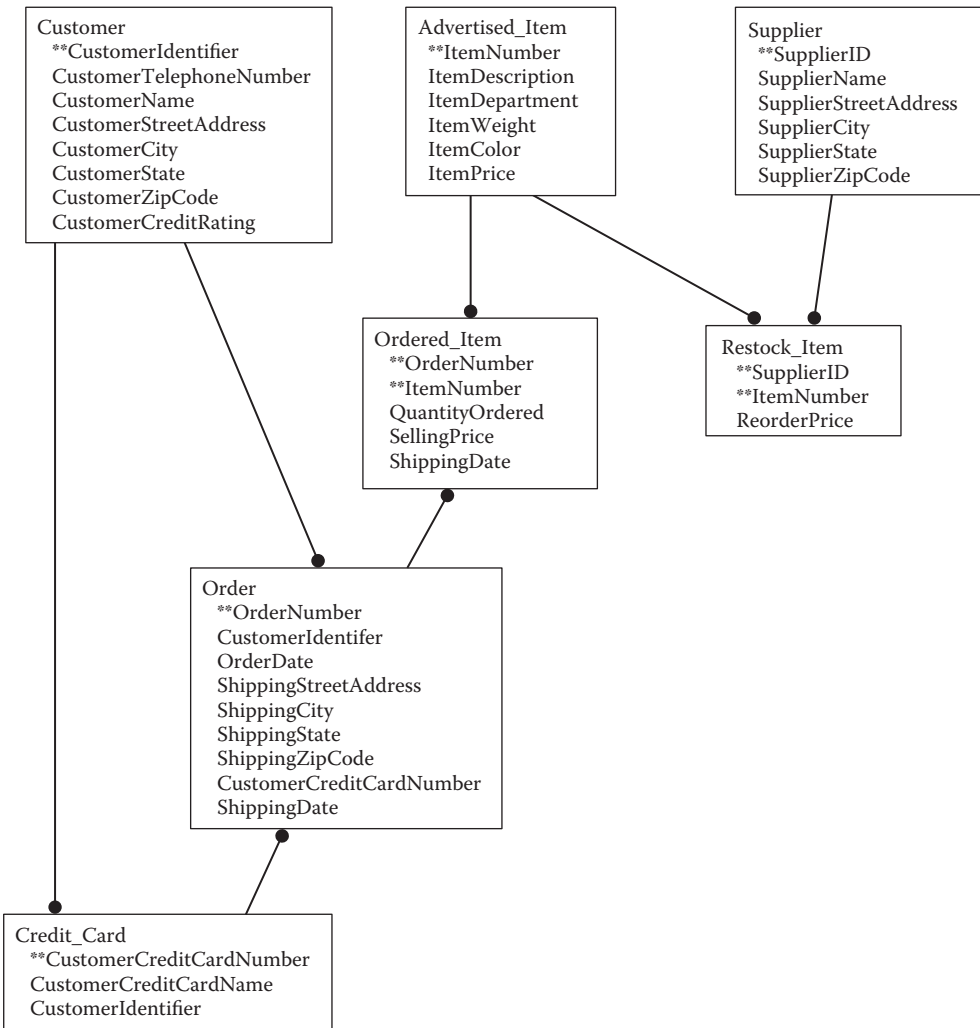 Customer
**CustomerIdentifier
CustomerTelephoneNumber
CustomerName
CustomerStreetAddress
CustomerCity
CustomerState
CustomerZipCode
CustomerCreditRating
Advertised_Item
**ItemNumber
ItemDescription
ItemDepartment
ItemWeight
ItemColor
ItemPrice
Supplier
**SupplierID
SupplierName
SupplierStreetAddress
SupplierCity
SupplierState
SupplierZipCode
Ordered_Item
**OrderNumber
**ItemNumber
QuantityOrdered
SellingPrice
ShippingDate
Restock_Item
**SupplierID
**ItemNumber
ReorderPrice
Order
**OrderNumber
CustomerIdentifer
OrderDate
ShippingStreetAddress
ShippingCity
ShippingState
ShippingZipCode
CustomerCreditCardNumber
ShippingDate
Credit_Card
**CustomerCreditCardNumber
CustomerCreditCardName
CustomerIdentifier